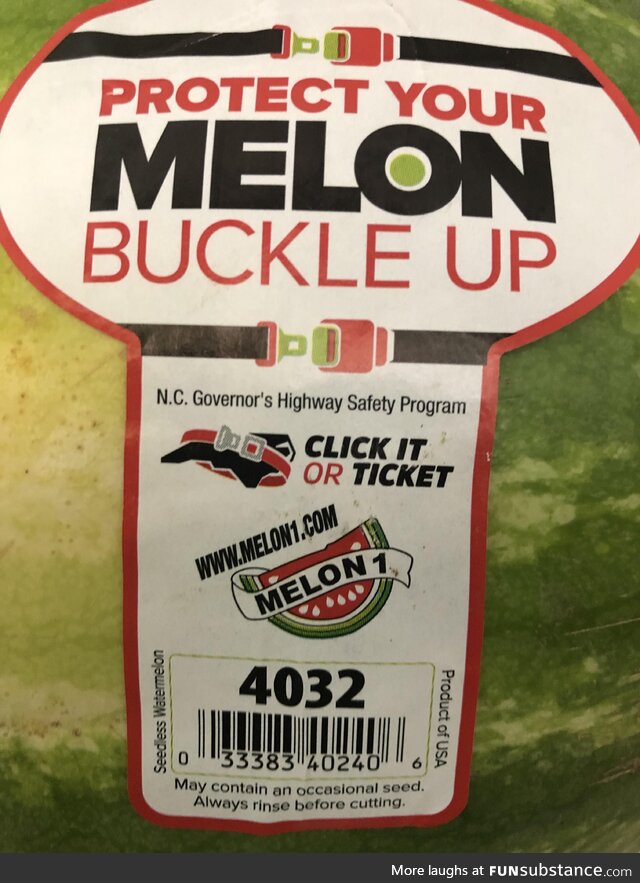 PROTECT YOUR
MELON
BUCKLE UP
N.C. Governor's Highway Safety Program
CLICK IT
OR TICKET
WWW.MELON1.COM
MELON 1
Seedless Watermelon
4032
0 33383 40240 6
Product of USA
May contain an occasional seed.
Always rinse before cutting.
More laughs at FUNsubstance.com